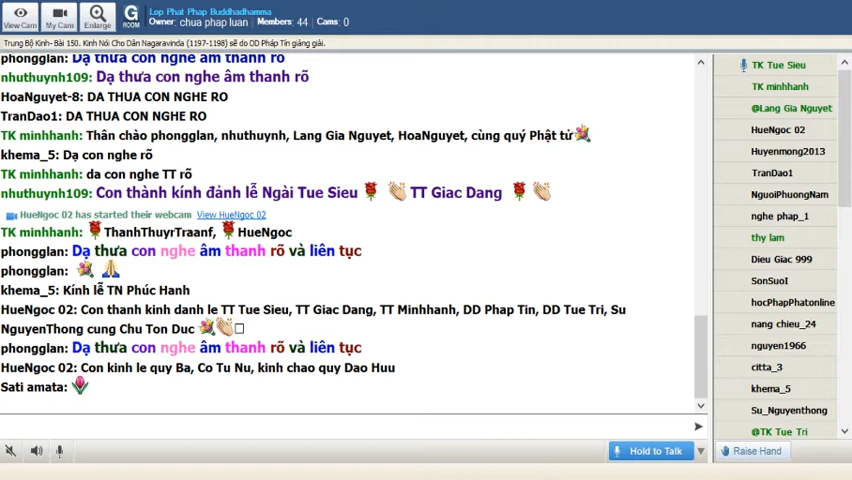 Lop Phat Phap Buddhadhamma
Owner: chua phap luan Members: 44 Cams: 0
View Cam My Cam Enlarge G ROOM
Trung Bộ Kinh- Bài 150. Kinh Nói Cho Dân Nagaravinda (1197-1198) sẽ do DD Pháp Tín giảng giải.
phongglan: Dạ thưa con nghe âm thanh rõ
nhuthuynh109: Dạ thưa con nghe âm thanh rõ
HoaNguyet-8: DA THUA CON NGHE RO
TranDao1: DA THUA CON NGHE RO
TK minhhanh: Thân chào phongglan, nhuthuynh, Lang Gia Nguyet, HoaNguyet, cùng quý Phật tử
khema_5: Dạ con nghe rõ
TK minhhanh: da con nghe TT rõ
nhuthuynh109: Con thành kính đảnh lễ Ngài Tue Sieu TT Giac Dang
HueNgoc 02 has started their webcam View HueNgoc 02
TK minhhanh: ThanhThuyrTraanf, HueNgoc
phongglan: Dạ thưa con nghe âm thanh rõ và liên tục
phongglan:
khema_5: Kính lễ TN Phúc Hanh
HueNgoc 02: Con thanh kinh danh le TT Tue Sieu, TT Giac Dang, TT Minhhanh, DD Phap Tin, DD Tue Tri, Su
NguyenThong cung Chu Ton Duc
phongglan: Dạ thưa con nghe âm thanh rõ và liên tục
HueNgoc 02: Con kinh le quy Ba, Co Tu Nu, kinh chao quy Dao Huu
Sati amata:
Hold to Talk
TK Tue Sieu
TK minhhanh
@Lang Gia Nguyet
HueNgoc 02
Huyenmong2013
TranDao1
NguoiPhuongNam
nghe phap_1
thy lam
Dieu Giac 999
SonSuoI
hocPhapPhatonline
nang chieu_24
nguyen1966
citta_3
khema_5
Su_Nguyenthong
@TK Tue Tri
Raise Hand